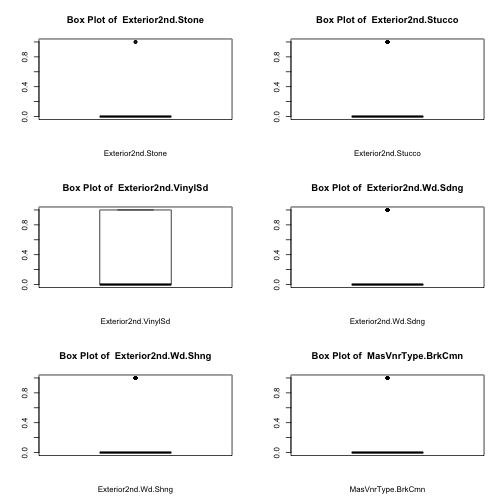 Box Plot of  Exterior2nd.Stone
0.8
0.4
0.0
Exterior2nd.Stone
Box Plot of  Exterior2nd.Stucco
0.8
0.4
0.0
Exterior2nd.Stucco
Box Plot of  Exterior2nd.VinylSd
0.8
0.4
0.0
Exterior2nd.VinylSd
Box Plot of  Exterior2nd.Wd.Sdng
0.8
0.4
0.0
Exterior2nd.Wd.Sdng
Box Plot of  Exterior2nd.Wd.Shng
0.8
0.4
0.0
Exterior2nd.Wd.Shng
Box Plot of  MasVnrType.BrkCmn
0.8
0.4
0.0
MasVnrType.BrkCmn